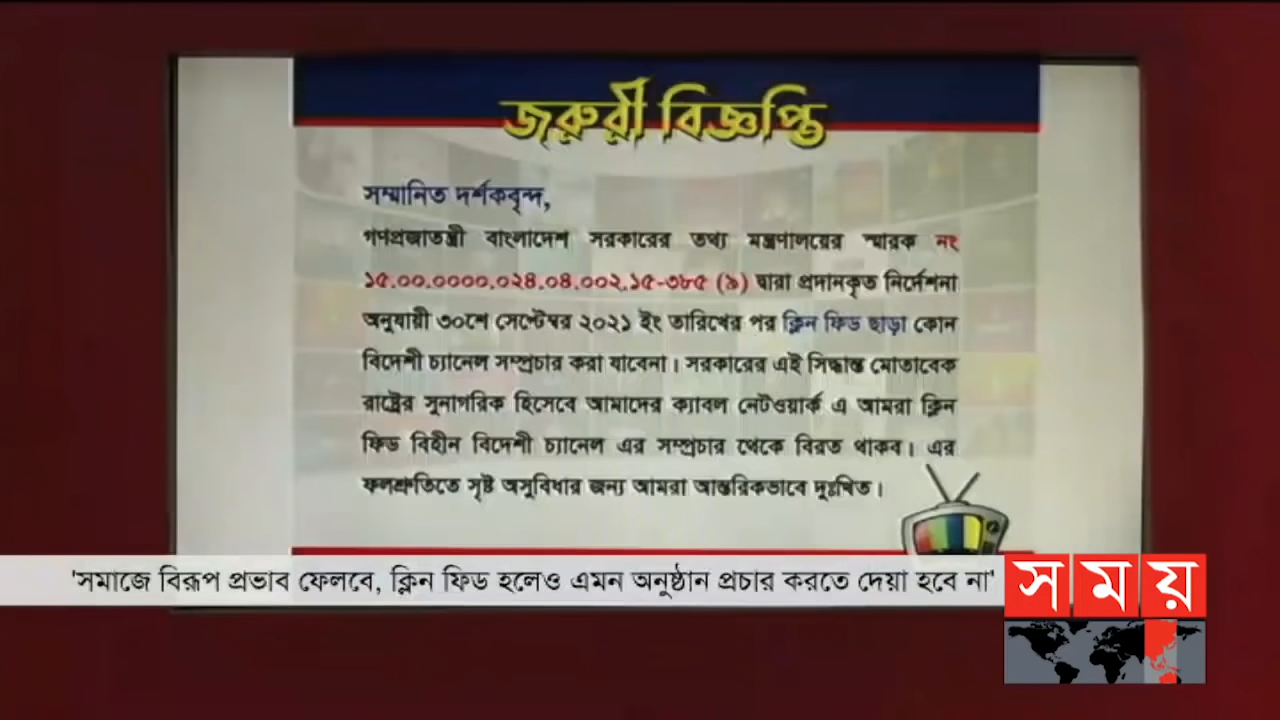 জরুরী বিজ্ঞপ্তি
সম্মানিত দর্শকবৃন্দ,
গণপ্রজাতন্ত্রী বাংলাদেশ সরকারের তথ্য মন্ত্রণালয়ের স্মারক নং
১৫.০০.০০০০.০২৪.০৪.০০২.১৫-৩৮৫ (৯) দ্বারা প্রদানকৃত নির্দেশনা
অনুযায়ী ৩০শে সেপ্টেম্বর ২০২১ ইং তারিখের পর ক্লিন ফিড ছাড়া কোন
বিদেশী চ্যানেল সম্প্রচার করা যাবেনা। সরকারের এই সিদ্ধান্ত মোতাবেক
রাষ্ট্রের সুনাগরিক হিসেবে আমাদের ক্যাবল নেটওয়ার্ক এ আমরা ক্লিন
ফিড বিহীন বিদেশী চ্যানেল এর সম্প্রচার থেকে বিরত থাকব। এর
ফলশ্রুতিতে সৃষ্ট অসুবিধার জন্য আমরা আন্তরিকভাবে দুঃখিত।
'সমাজে বিরূপ প্রভাব ফেলবে, ক্লিন ফিড হলেও এমন অনুষ্ঠান প্রচার করতে দেয়া হবে না'
সময়